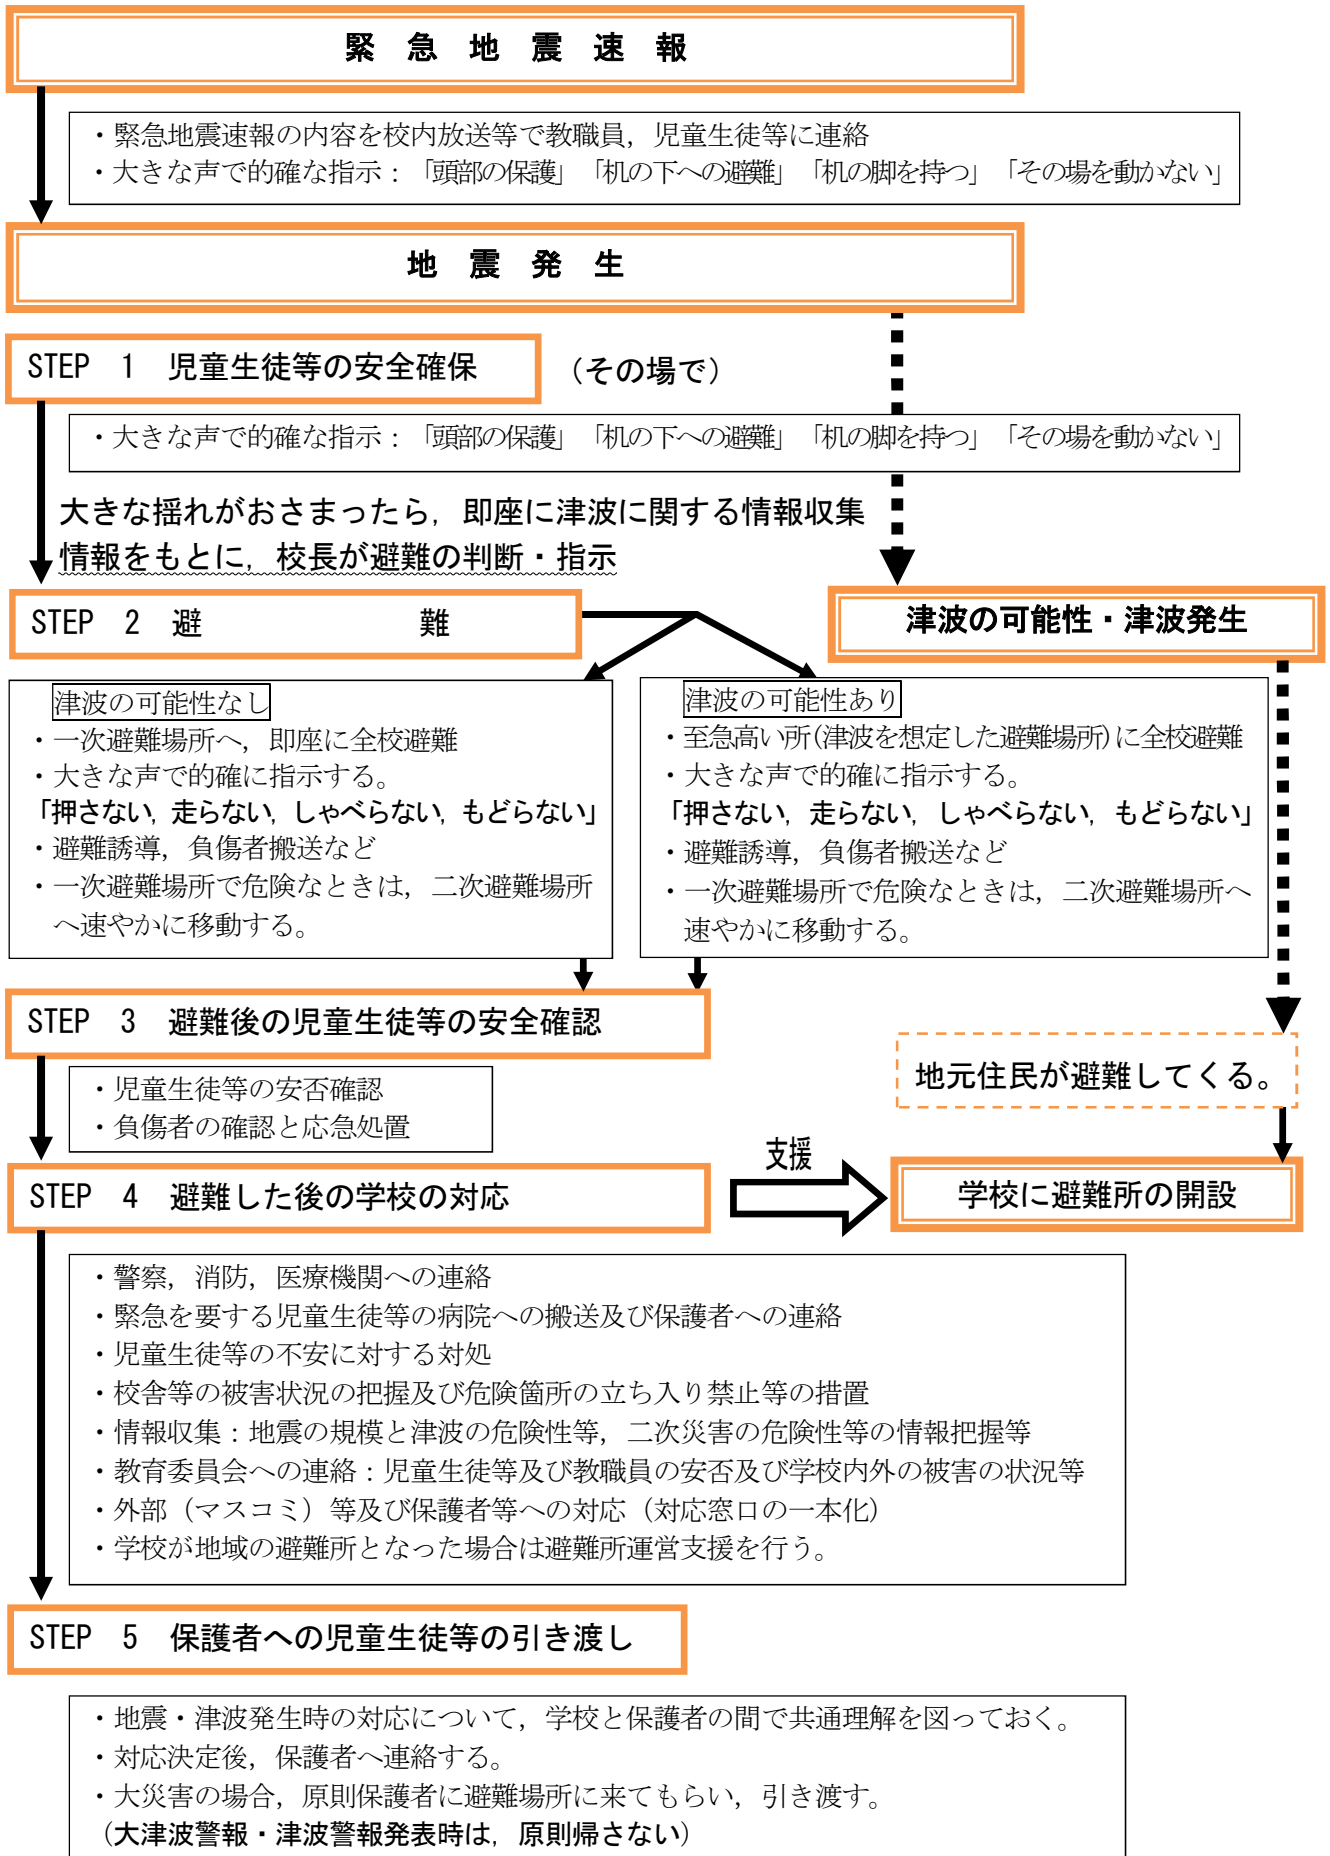 緊急地震速報
・緊急地震速報の内容を校内放送等で教職員，児童生徒等に連絡
・大きな声で的確な指示：「頭部の保護」「机の下への避難」「机の脚を持つ」「その場を動かない」
地震発生
STEP 1 児童生徒等の安全確保 （その場で）
・大きな声で的確な指示：「頭部の保護」「机の下への避難」「机の脚を持つ」「その場を動かない」
大きな揺れがおさまったら，即座に津波に関する情報収集
情報をもとに，校長が避難の判断・指示
STEP 2 避難
津波の可能性・津波発生
津波の可能性なし
・一次避難場所へ，即座に全校避難
・大きな声で的確に指示する。
「押さない，走らない，しゃべらない，もどらない」
・避難誘導，負傷者搬送など
・一次避難場所で危険なときは，二次避難場所
へ速やかに移動する。
津波の可能性あり
・至急高い所(津波を想定した避難場所)に全校避難
・大きな声で的確に指示する。
「押さない，走らない，しゃべらない，もどらない」
・避難誘導，負傷者搬送など
・一次避難場所で危険なときは，二次避難場所へ
速やかに移動する。
STEP 3 避難後の児童生徒等の安全確認
地元住民が避難してくる。
・児童生徒等の安否確認
・負傷者の確認と応急処置
支援
STEP 4 避難した後の学校の対応
学校に避難所の開設
・警察，消防，医療機関への連絡
・緊急を要する児童生徒等の病院への搬送及び保護者への連絡
・児童生徒等の不安に対する対処
・校舎等の被害状況の把握及び危険箇所の立ち入り禁止等の措置
・情報収集：地震の規模と津波の危険性等，二次災害の危険性等の情報把握等
・教育委員会への連絡：児童生徒等及び教職員の安否及び学校内外の被害の状況等
・外部（マスコミ）等及び保護者等への対応（対応窓口の一本化）
・学校が地域の避難所となった場合は避難所運営支援を行う。
STEP 5 保護者への児童生徒等の引き渡し
・地震・津波発生時の対応について，学校と保護者の間で共通理解を図っておく。
・対応決定後，保護者へ連絡する。
・大災害の場合，原則保護者に避難場所に来てもらい，引き渡す。
（大津波警報・津波警報発表時は，原則帰さない）